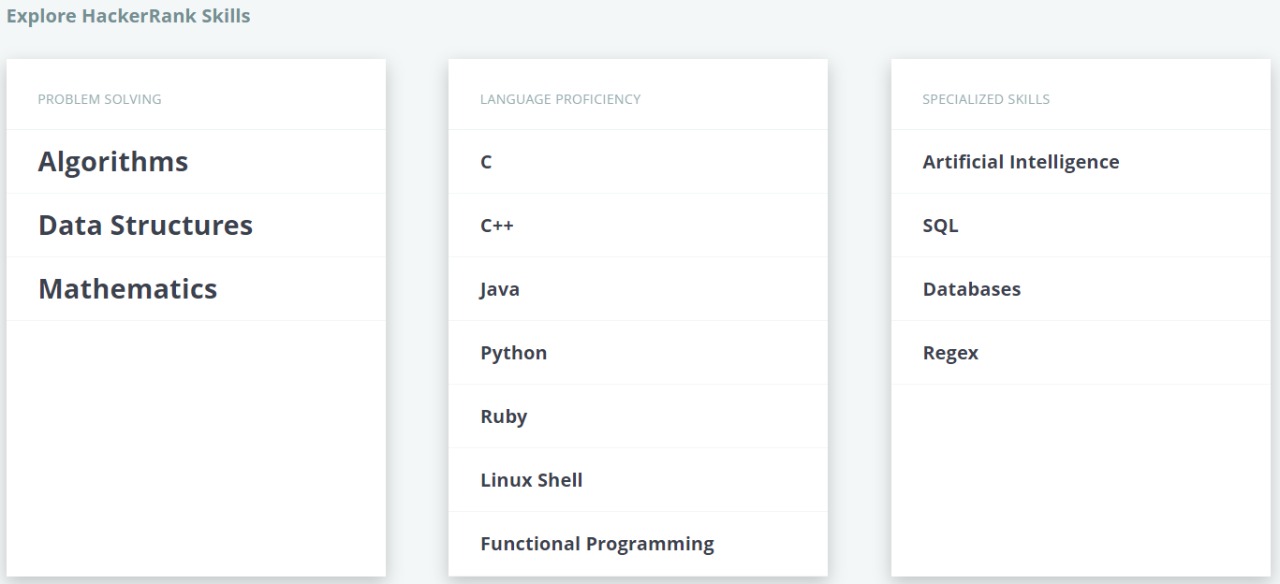 Explore HackerRank Skills
PROBLEM SOLVING
Algorithms
Data Structures
Mathematics
LANGUAGE PROFICIENCY
C
C++
Java
Python
Ruby
Linux Shell
Functional Programming
SPECIALIZED SKILLS
Artificial Intelligence
SQL
Databases
Regex